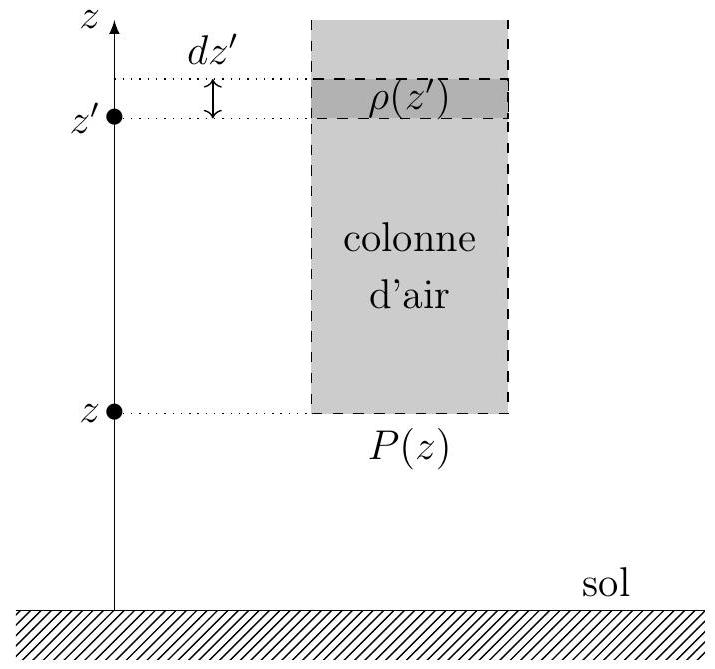 z
dz'
ρ(z')
z'
colonne
d'air
z
P(z)
sol